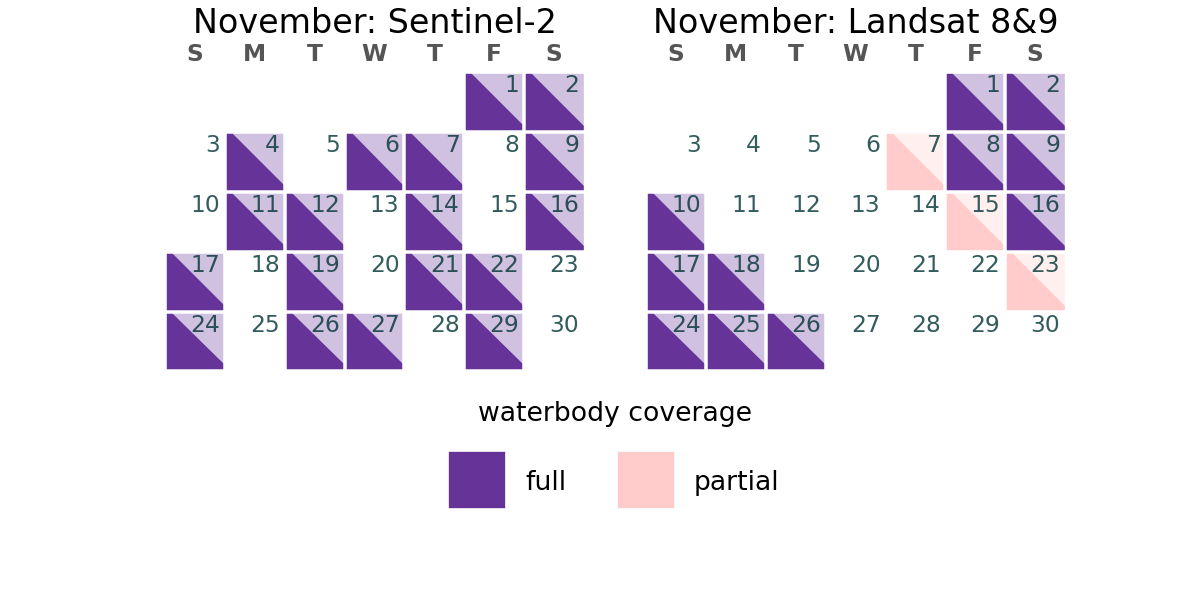 November: Sentinel-2
S M T W T F S
1 2
3 4 5 6 7 8 9
10 11 12 13 14 15 16
17 18 19 20 21 22 23
24 25 26 27 28 29 30
November: Landsat 8&9
S M T W T F S
1 2
3 4 5 6 7 8 9
10 11 12 13 14 15 16
17 18 19 20 21 22 23
24 25 26 27 28 29 30
waterbody coverage
full partial